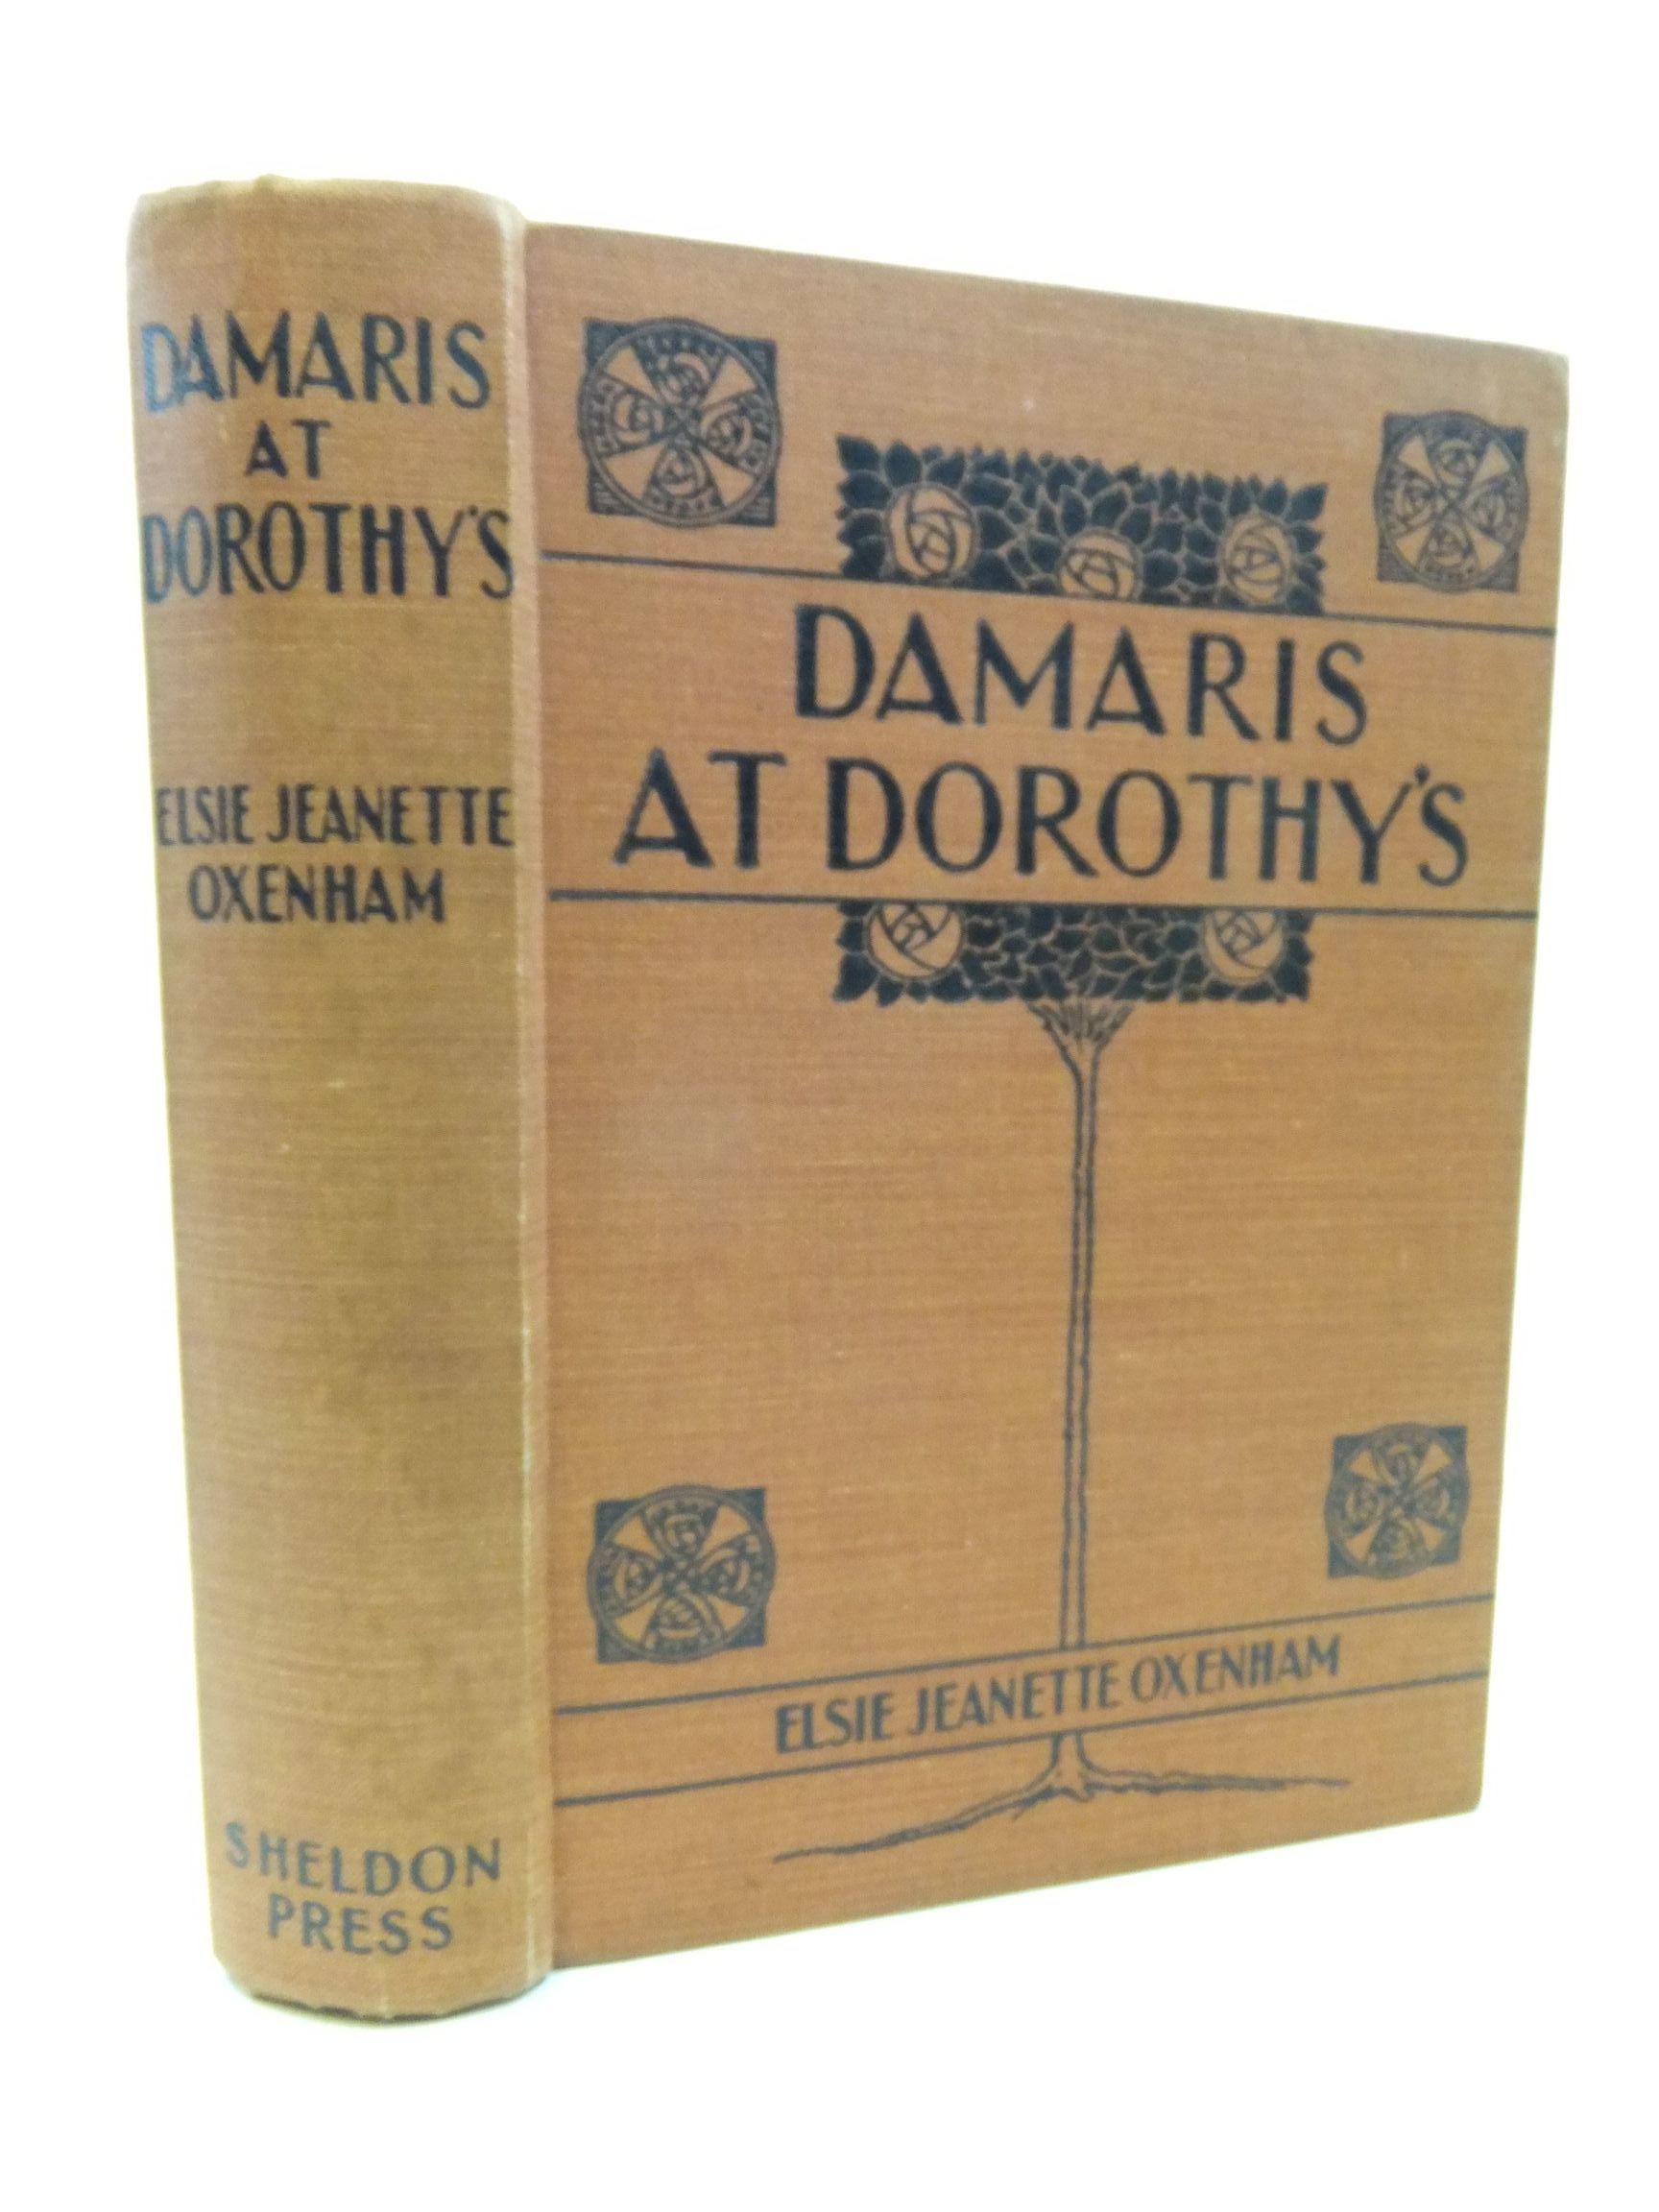 DAMARIS
AT
DOROTHY'S
ELSIE JEANETTE
OXENHAM
SHELDON
PRESS
DAMARIS
AT DOROTHY'S
ELSIE JEANETTE OXENHAM